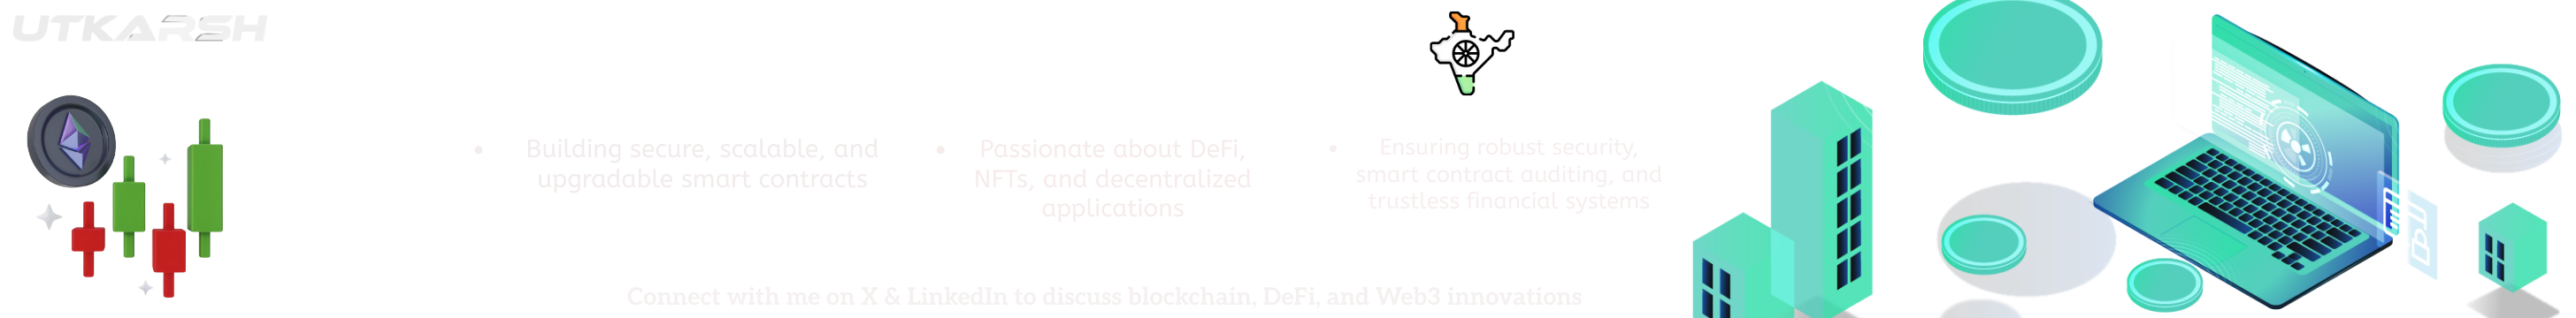 UTKARSH
• Building secure, scalable, and
upgradable smart contracts
• Passionate about DeFi,
NFTs, and decentralized
applications
• Ensuring robust security,
smart contract auditing, and
trustless financial systems
Connect with me on X & LinkedIn to discuss blockchain, DeFi, and Web3 innovations